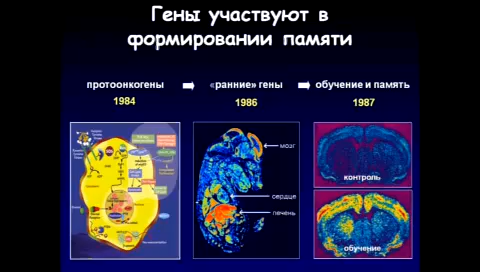 Гены участвуют в
формировании памяти
протоонкогены
«ранние» гены
обучение и память
1984
1986
1987
мозг
сердце
печень
контроль
обучение